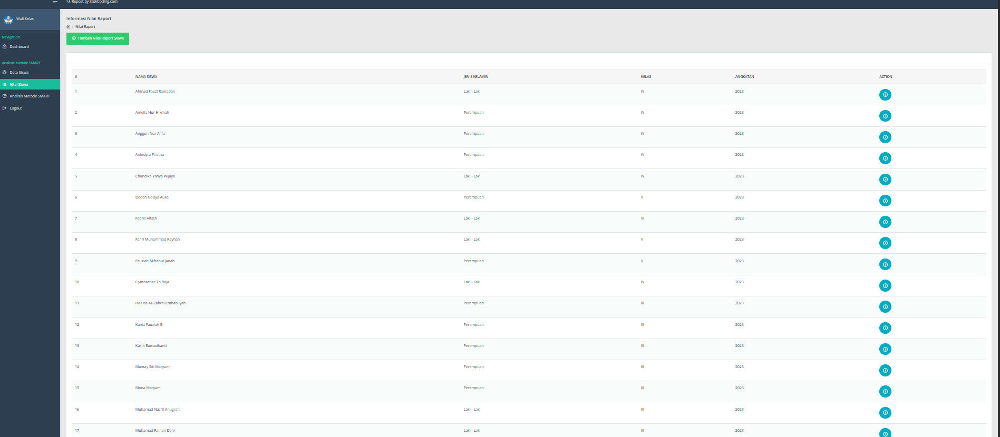 Repost by StokCoding.com
Wali Kelas
Navigation
Dashboard
Analisis Metode SMART
Data Siswa
Nilai Siswa
Analisis Metode SMART
Logout
Informasi Nilai Raport
/ Nilai Raport
Tambah Nilai Raport Siswa
# NAMA SISWA JENIS KELAMIN KELAS ANGKATAN ACTION
1 Ahmad Fauzi Ramadan Laki - Laki IV 2023
2 Amelia Nur Hikmah Perempuan IV 2023
3 Anggun Nur Afifa Perempuan IV 2023
4 Anindyta Priatna Perempuan IV 2023
5 Chandika Yahya Wijaya Laki - Laki IV 2023
6 Dedeh Geisya Aulia Perempuan V 2023
7 Fadhil Alfath Laki - Laki VI 2023
8 Fahri Muhammad Rayhan Laki - Laki V 2023
9 Fauziah Miftahul Janah Perempuan V 2023
10 Gymnastiar Tri Raja Laki - Laki IV 2023
11 Ha Ura Az-Zahra Dzahabiiyah Perempuan III 2023
12 Kania Fauziah B Perempuan III 2023
13 Kasih Ramadhanti Perempuan III 2023
14 Mamay Siti Maryam Perempuan III 2023
15 Mona Maryam Perempuan III 2023
16 Muhamad Nazril Anugrah Laki - Laki III 2023
17 Muhamad Raihan Dani Laki - Laki III 2023